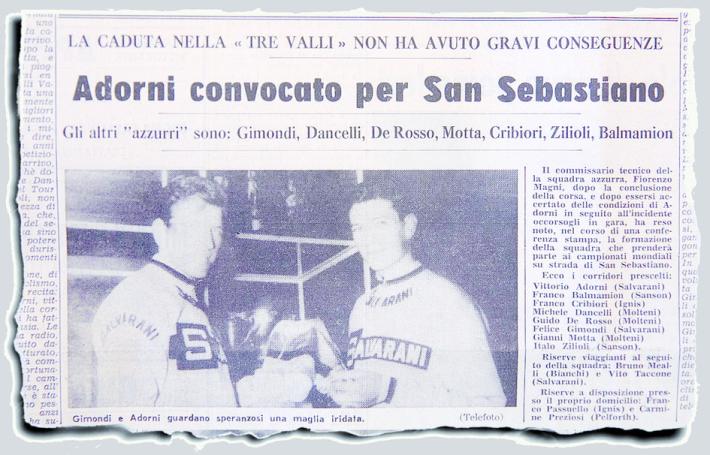 LA CADUTA NELLA « TRE VALLI » NON HA AVUTO GRAVI CONSEGUENZE
Adorni convocato per San Sebastiano
Gli altri "azzurri" sono: Gimondi, Dancelli, De Rosso, Motta, Cribiori, Zilioli, Balmamion
SALVARANI
S
SALVARANI
SALVARANI
Gimondi e Adorni guardano speranzosi una maglia iridata.
(Telefoto)
Il commissario tecnico del-
la squadra azzurra, Fiorenzo
Magni, dopo la conclusione
della corsa, e dopo essersi ac-
certato delle condizioni di A-
dorni in seguito all'incidente
occorsogli in gara, ha reso
noto, nel corso di una confe-
renza stampa, la formazione
della squadra che prenderà
parte ai campionati mondiali
su strada di San Sebastiano.
Ecco i corridori prescelti:
Vittorio Adorni (Salvarani)
Franco Balmamion (Sanson)
Franco Cribiori (Ignis)
Michele Dancelli (Molteni)
Guido De Rosso (Molteni)
Felice Gimondi (Salvarani)
Gianni Motta (Molteni)
Italo Zilioli (Sanson).
Riserve viaggianti al segui-
to della squadra: Bruno Meal-
li (Bianchi) e Vito Taccone
(Salvarani).
Riserve a disposizione pres-
so il proprio domicilio: Fran-
co Passuello (Ignis) e Carmi-
ne Preziosi (Pelforth).